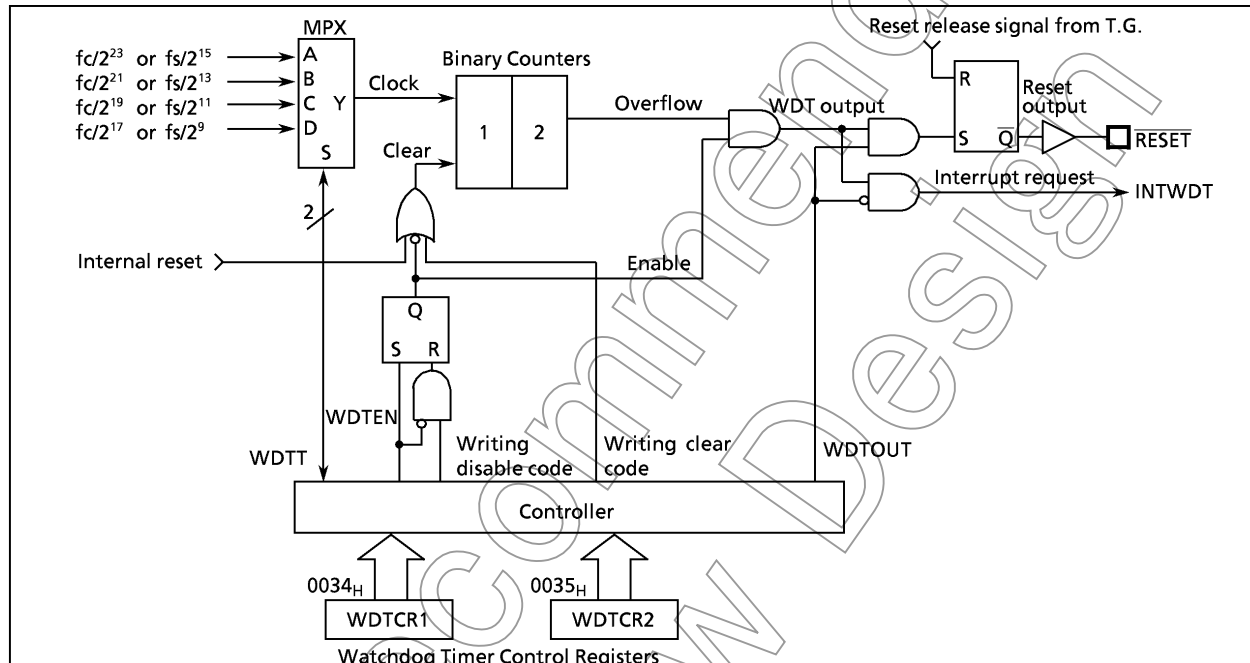 MPX
Reset release signal from T.G.
fc/2²³ or fs/2¹⁵
fc/2²¹ or fs/2¹³
fc/2¹⁹ or fs/2¹¹
fc/2¹⁷ or fs/2⁹
A
B
C
D
Y
S
Clock
Binary Counters
1
2
Clear
Overflow
WDT output
R
S
Q̅
Reset
output
R̅E̅S̅E̅T̅
Interrupt request
INTWDT
2
Internal reset
Enable
Q
S
R
WDTEN
WDTT
Writing
disable code
Writing clear
code
WDTOUT
Controller
0034H
WDTCR1
0035H
WDTCR2
Watchdog Timer Control Registers
Recommended
New Design